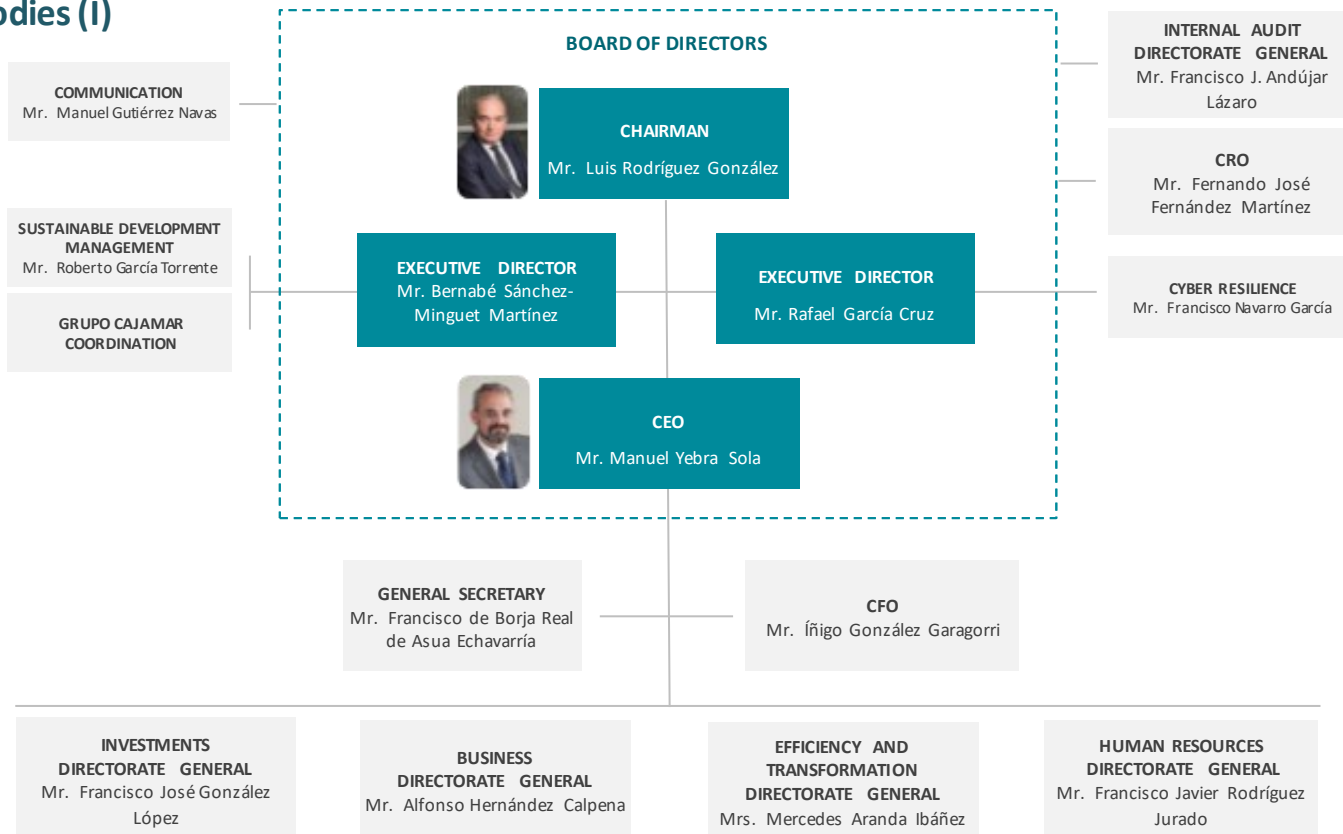 odies (I)
BOARD OF DIRECTORS
COMMUNICATION
Mr. Manuel Gutiérrez Navas
INTERNAL AUDIT
DIRECTORATE GENERAL
Mr. Francisco J. Andújar
Lázaro
CHAIRMAN
Mr. Luis Rodríguez González
CRO
Mr. Fernando José
Fernández Martínez
SUSTAINABLE DEVELOPMENT
MANAGEMENT
Mr. Roberto García Torrente
GRUPO CAJAMAR
COORDINATION
EXECUTIVE DIRECTOR
Mr. Bernabé Sánchez-
Minguet Martínez
EXECUTIVE DIRECTOR
Mr. Rafael García Cruz
CYBER RESILIENCE
Mr. Francisco Navarro García
CEO
Mr. Manuel Yebra Sola
GENERAL SECRETARY
Mr. Francisco de Borja Real
de Asua Echavarría
CFO
Mr. Íñigo González Garagorri
INVESTMENTS
DIRECTORATE GENERAL
Mr. Francisco José González
López
BUSINESS
DIRECTORATE GENERAL
Mr. Alfonso Hernández Calpena
EFFICIENCY AND
TRANSFORMATION
DIRECTORATE GENERAL
Mrs. Mercedes Aranda Ibáñez
HUMAN RESOURCES
DIRECTORATE GENERAL
Mr. Francisco Javier Rodríguez
Jurado